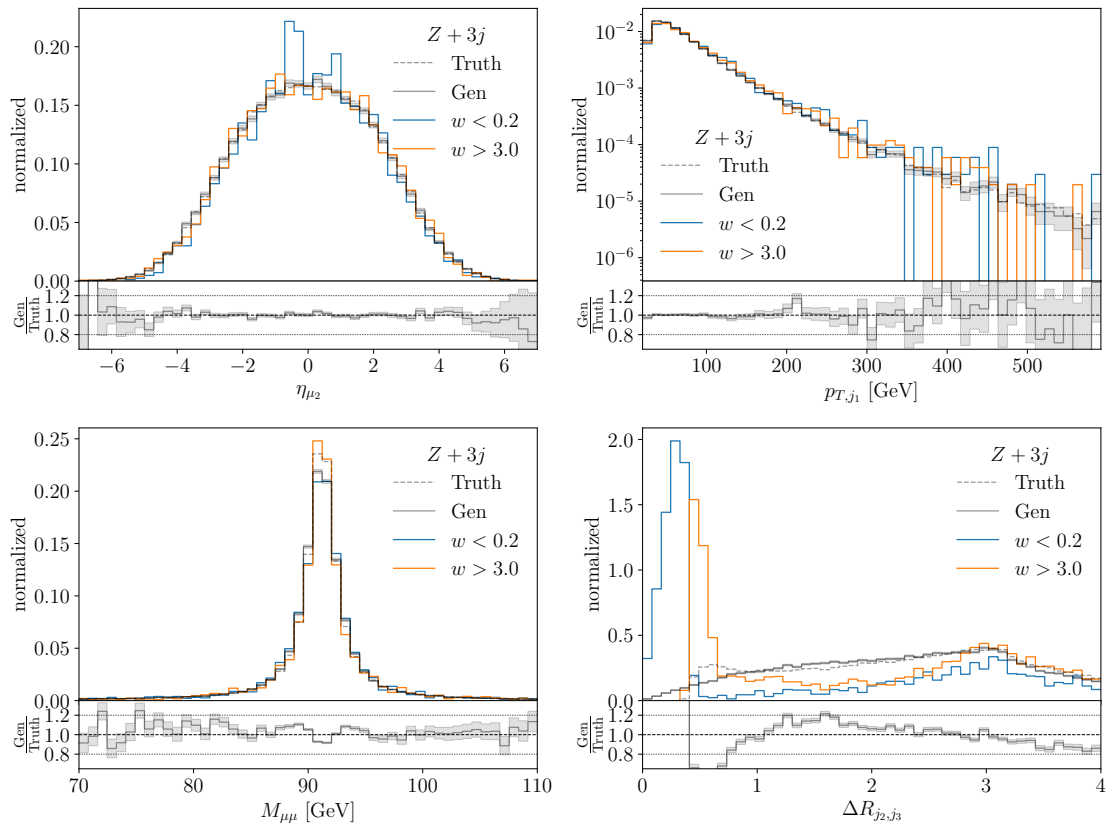 Z + 3j
Truth
Gen
w < 0.2
w > 3.0
normalized
0.20
0.15
0.10
0.05
0.00
Gen
Truth
1.2
1.0
0.8
−6 −4 −2 0 2 4 6
η_{μ_2}
Z + 3j
Truth
Gen
w < 0.2
w > 3.0
normalized
10^{−2}
10^{−3}
10^{−4}
10^{−5}
10^{−6}
Gen
Truth
1.2
1.0
0.8
100 200 300 400 500
p_{T,j_1} [GeV]
Z + 3j
Truth
Gen
w < 0.2
w > 3.0
normalized
0.25
0.20
0.15
0.10
0.05
0.00
Gen
Truth
1.2
1.0
0.8
70 80 90 100 110
M_{μμ} [GeV]
Z + 3j
Truth
Gen
w < 0.2
w > 3.0
normalized
2.0
1.5
1.0
0.5
0.0
Gen
Truth
1.2
1.0
0.8
0 1 2 3 4
ΔR_{j_2,j_3}